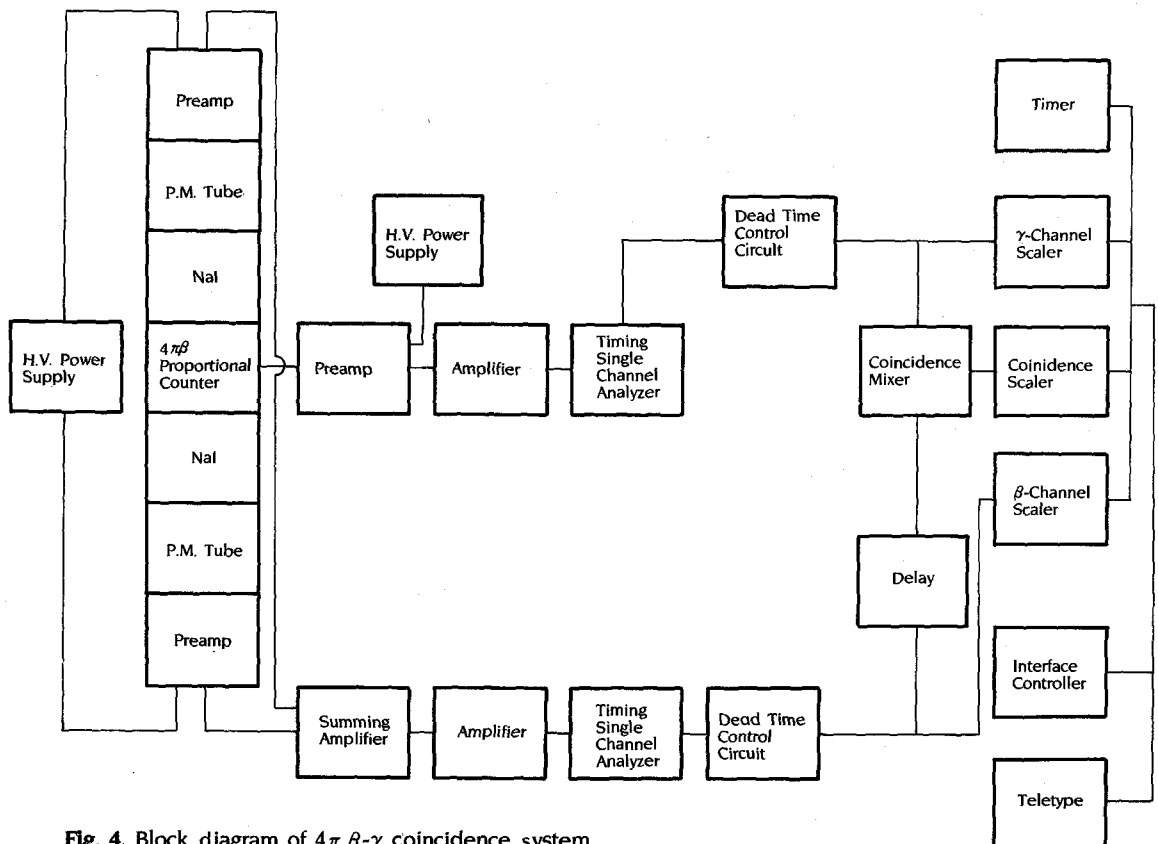 Preamp
P.M. Tube
NaI
4πβ
Proportional
Counter
NaI
P.M. Tube
Preamp
H.V. Power
Supply
H.V. Power
Supply
Preamp
Amplifier
Timing
Single
Channel
Analyzer
Dead Time
Control
Circuit
Timer
γ-Channel
Scaler
Coincidence
Mixer
Coinidence
Scaler
β-Channel
Scaler
Delay
Summing
Amplifier
Amplifier
Timing
Single
Channel
Analyzer
Dead Time
Control
Circuit
Interface
Controller
Teletype
Fig. 4. Block diagram of 4π β-γ coincidence system